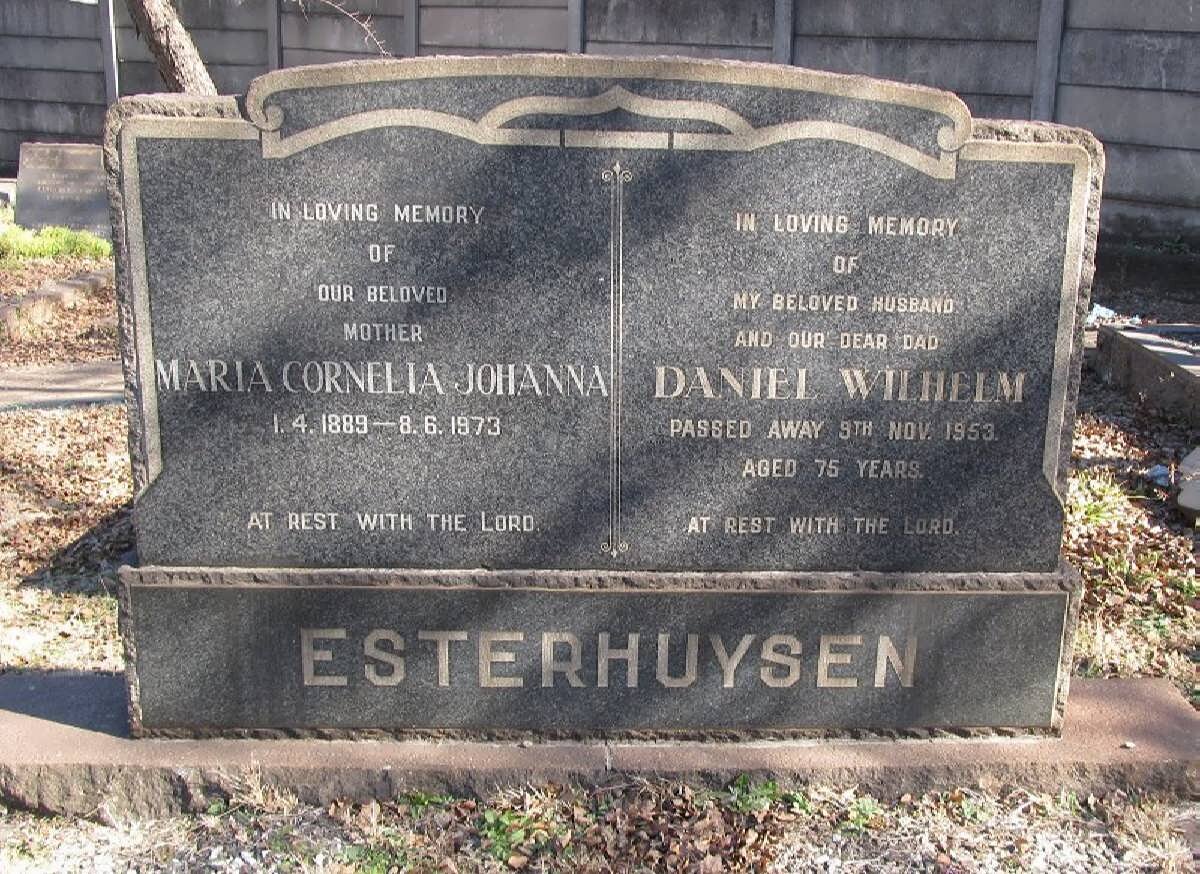 IN LOVING MEMORY
OF
OUR BELOVED
MOTHER
MARIA CORNELIA JOHANNA
1. 4. 1889 — 8. 6. 1973
AT REST WITH THE LORD.
IN LOVING MEMORY
OF
MY BELOVED HUSBAND
AND OUR DEAR DAD
DANIEL WILHELM
PASSED AWAY 9TH NOV. 1953.
AGED 75 YEARS.
AT REST WITH THE LORD.
ESTERHUYSEN